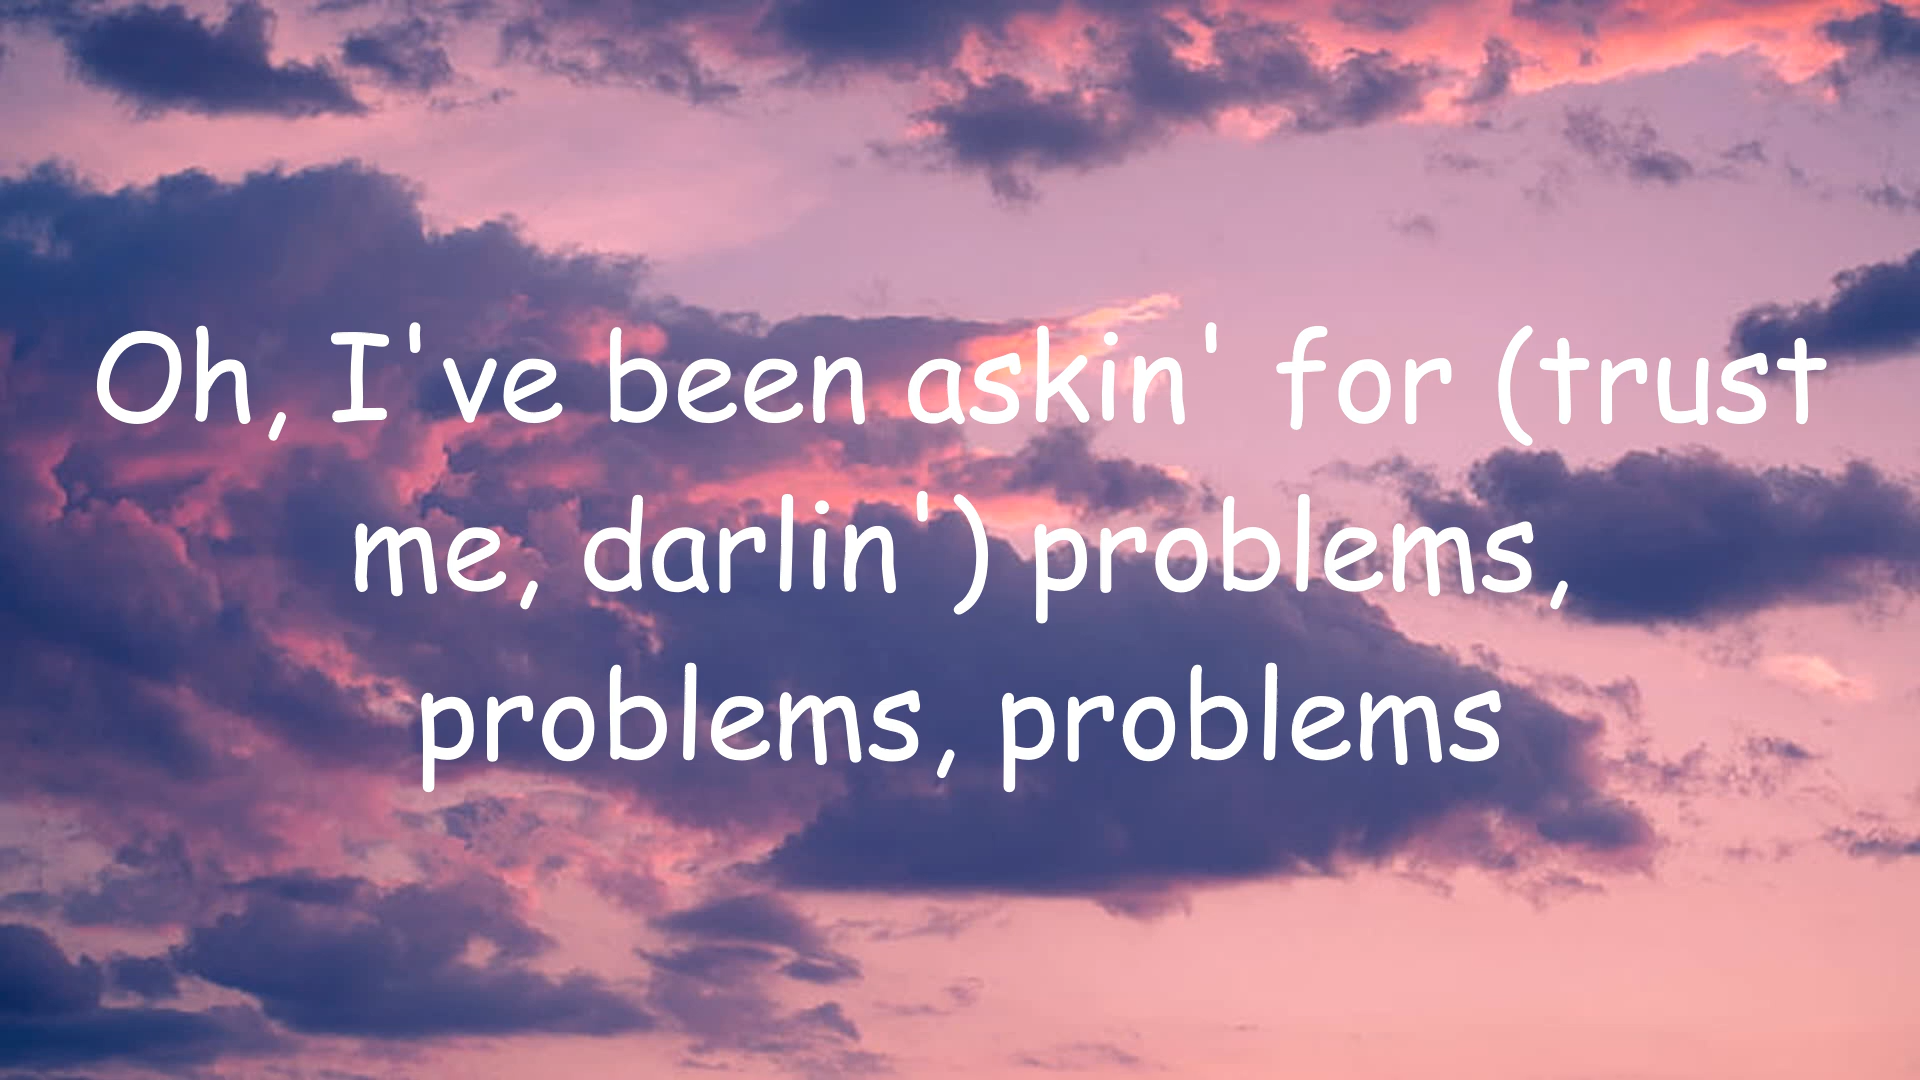 Oh, I've been askin' for (trust
me, darlin') problems,
problems, problems